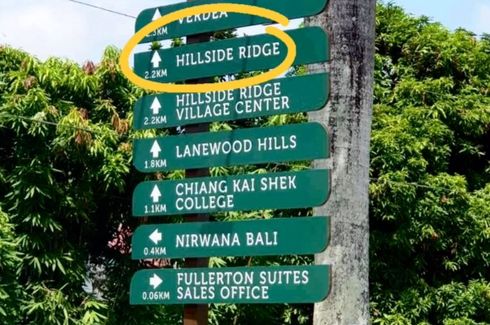 VERDEA
2.3KM
HILLSIDE RIDGE
2.2KM
HILLSIDE RIDGE
VILLAGE CENTER
2.2KM
LANEWOOD HILLS
1.8KM
CHIANG KAI SHEK
COLLEGE
1.1KM
NIRWANA BALI
0.4KM
FULLERTON SUITES
SALES OFFICE
0.06KM